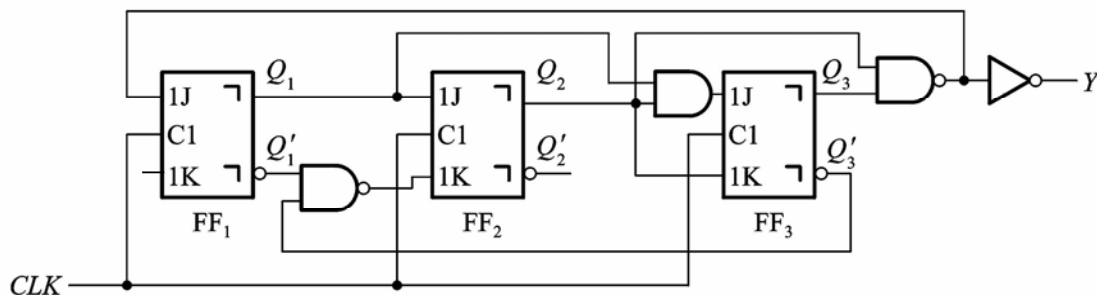 Q₁ Q₂ Q₃
1J 1J 1J Y
C1 C1 C1
Q₁′ Q₂′ Q₃′
1K 1K 1K
FF₁ FF₂ FF₃
CLK